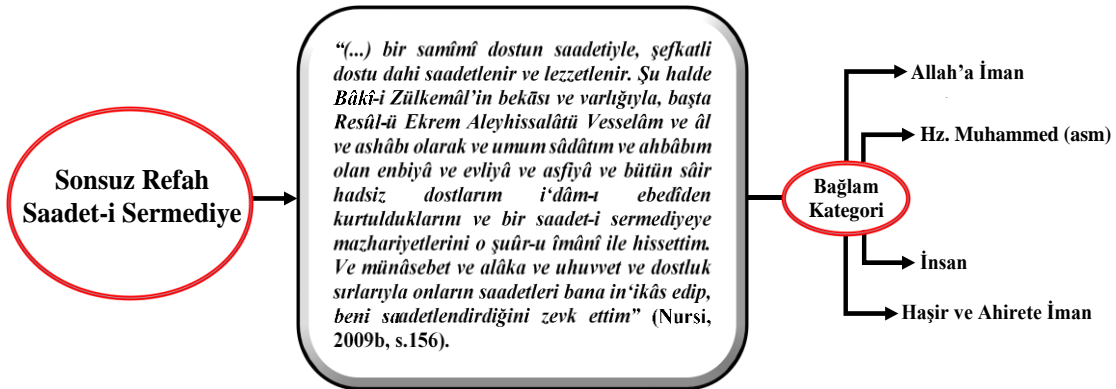 Sonsuz Refah
Saadet-i Sermediye
“(...) bir samîmî dostun saadetiyle, şefkatli
dostu dahi saadetlenir ve lezzetlenir. Şu halde
Bâkî-i Zülkemâl’in bekāsı ve varlığıyla, başta
Resûl-ü Ekrem Aleyhissalâtü Vesselâm ve âl
ve ashâbı olarak ve umum sâdâtım ve ahbâbım
olan enbiyâ ve evliyâ ve asfiyâ ve bütün sâir
hadsiz dostlarım i‘dâm-ı ebedîden
kurtulduklarını ve bir saadet-i sermediyeye
mazhariyetlerini o şuûr-u îmânî ile hissettim.
Ve münâsebet ve alâka ve uhuvvet ve dostluk
sırlarıyla onların saadetleri bana in‘ikâs edip,
beni saadetlendirdiğini zevk ettim” (Nursi,
2009b, s.156).
Bağlam
Kategori
Allah’a İman
Hz. Muhammed (asm)
İnsan
Haşir ve Ahirete İman